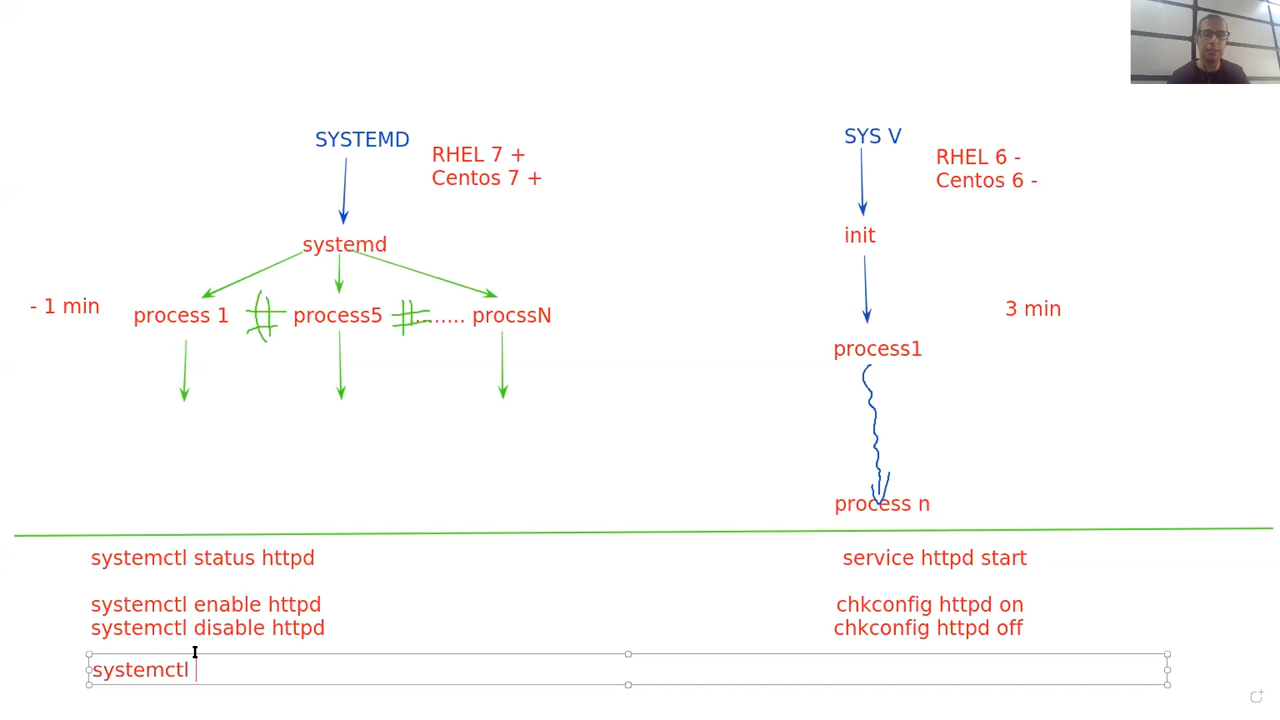 SYSTEMD
RHEL 7 +
Centos 7 +
systemd
- 1 min
process 1
process5
......... procssN
SYS V
RHEL 6 -
Centos 6 -
init
process1
3 min
process n
systemctl status httpd
service httpd start
systemctl enable httpd
chkconfig httpd on
systemctl disable httpd
chkconfig httpd off
systemctl